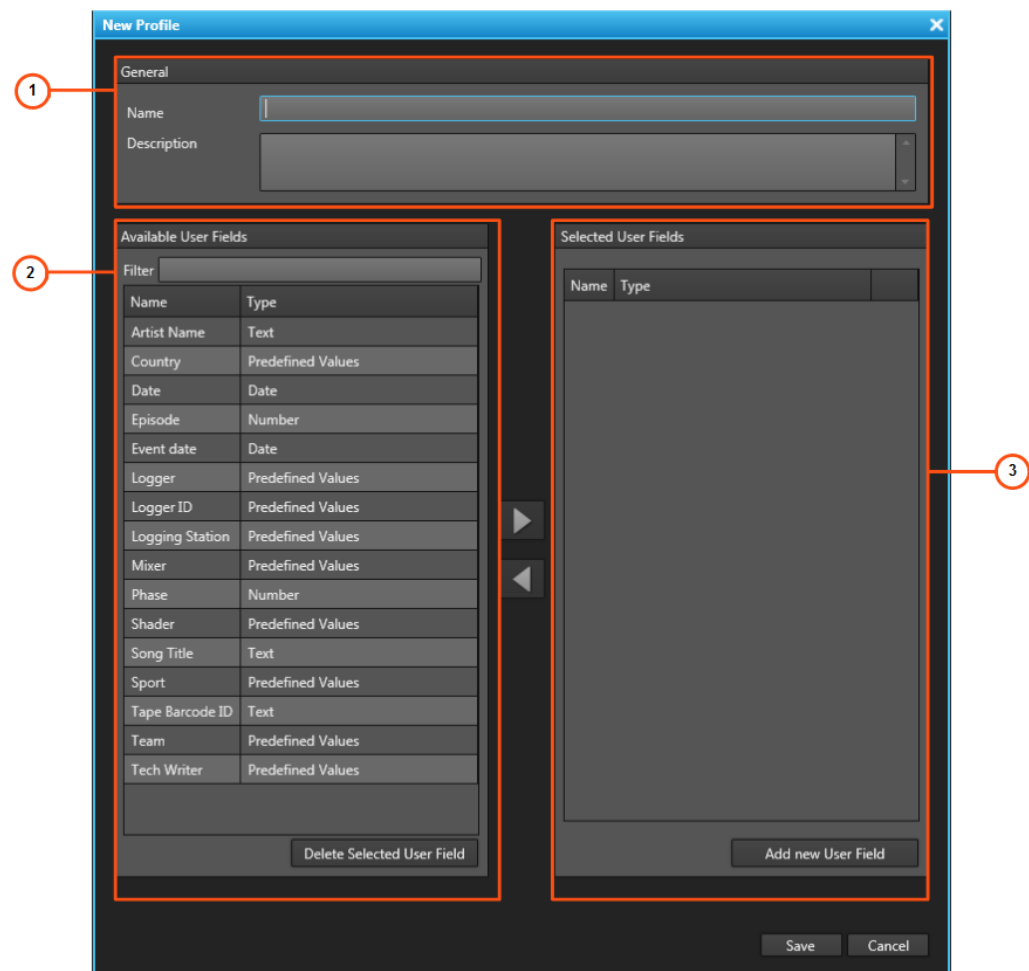 New Profile
General
1
Name
Description
Available User Fields
Selected User Fields
2
Filter
Name Type
Name Type
Artist Name Text
Country Predefined Values
Date Date
Episode Number
Event date Date
Logger Predefined Values
3
Logger ID Predefined Values
Logging Station Predefined Values
Mixer Predefined Values
Phase Number
Shader Predefined Values
Song Title Text
Sport Predefined Values
Tape Barcode ID Text
Team Predefined Values
Tech Writer Predefined Values
Delete Selected User Field
Add new User Field
Save Cancel